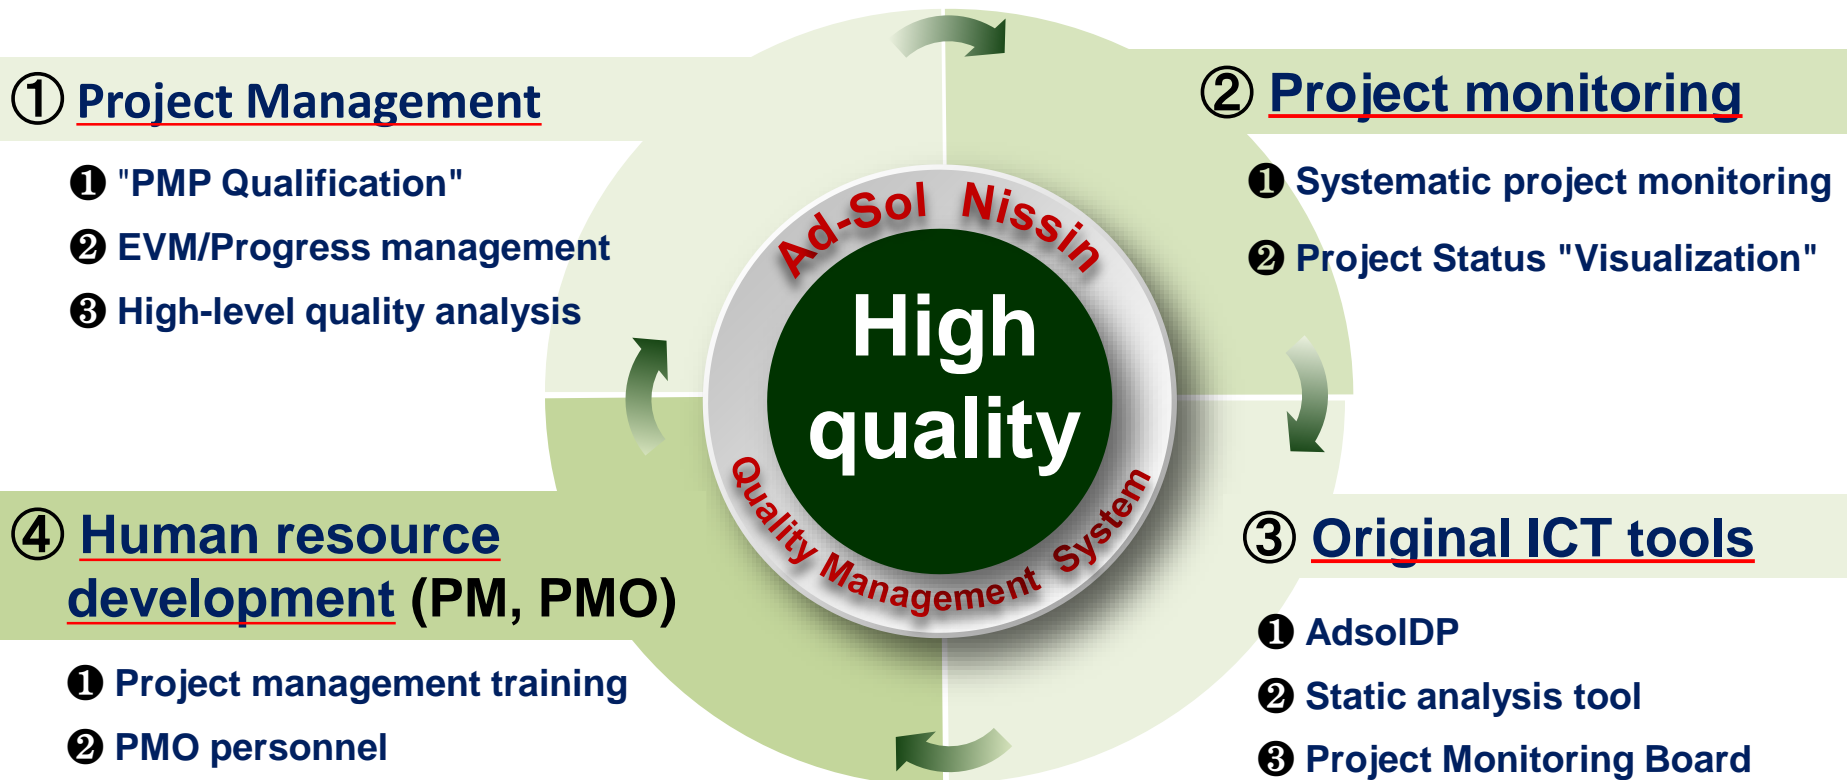 ① Project Management
❶ "PMP Qualification"
❷ EVM/Progress management
❸ High-level quality analysis
② Project monitoring
❶ Systematic project monitoring
❷ Project Status "Visualization"
Ad-Sol Nissin
High
quality
Quality Management System
④ Human resource
development (PM, PMO)
❶ Project management training
❷ PMO personnel
③ Original ICT tools
❶ AdsolDP
❷ Static analysis tool
❸ Project Monitoring Board